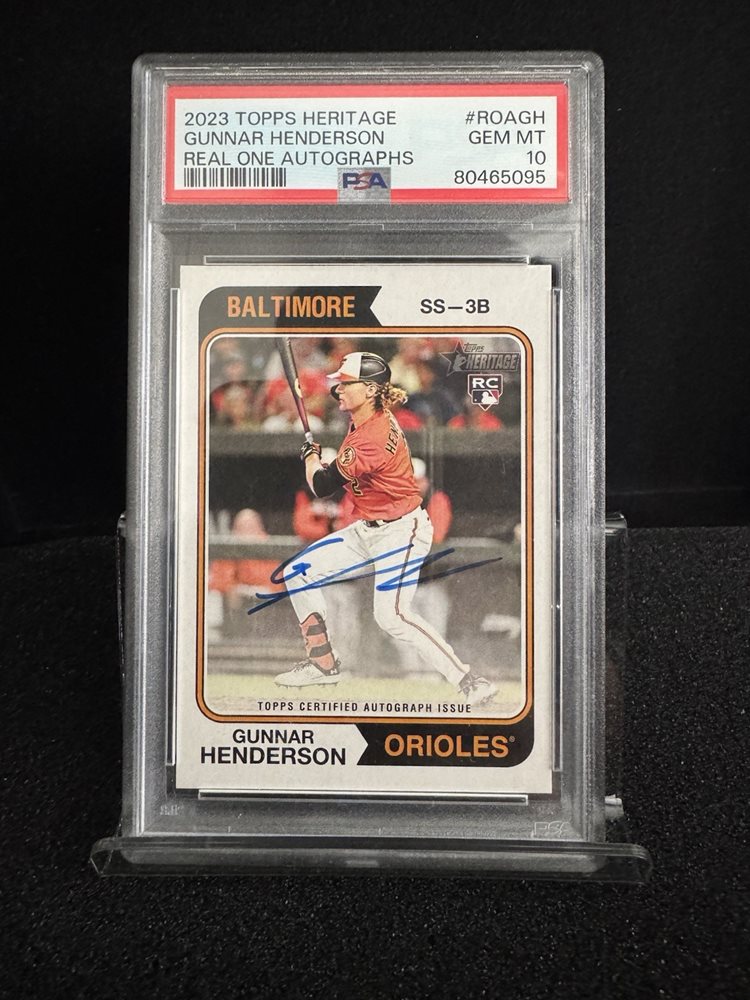 2023 TOPPS HERITAGE #ROAGH
GUNNAR HENDERSON GEM MT
REAL ONE AUTOGRAPHS 10
PSA 80465095
BALTIMORE SS–3B
Topps
HERITAGE
RC
2
TOPPS CERTIFIED AUTOGRAPH ISSUE
GUNNAR
HENDERSON ORIOLES®